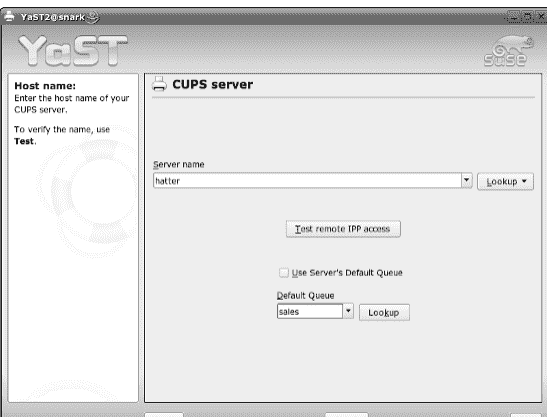 YaST2@snark
YaST
suse
Host name:
Enter the host name of your
CUPS server.
To verify the name, use
Test.
CUPS server
Server name
hatter
Lookup
Test remote IPP access
Use Server's Default Queue
Default Queue
sales
Lookup